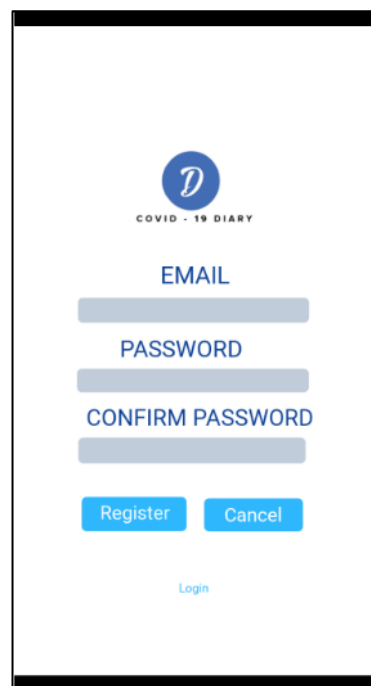 D
COVID - 19 DIARY
EMAIL
PASSWORD
CONFIRM PASSWORD
Register Cancel
Login